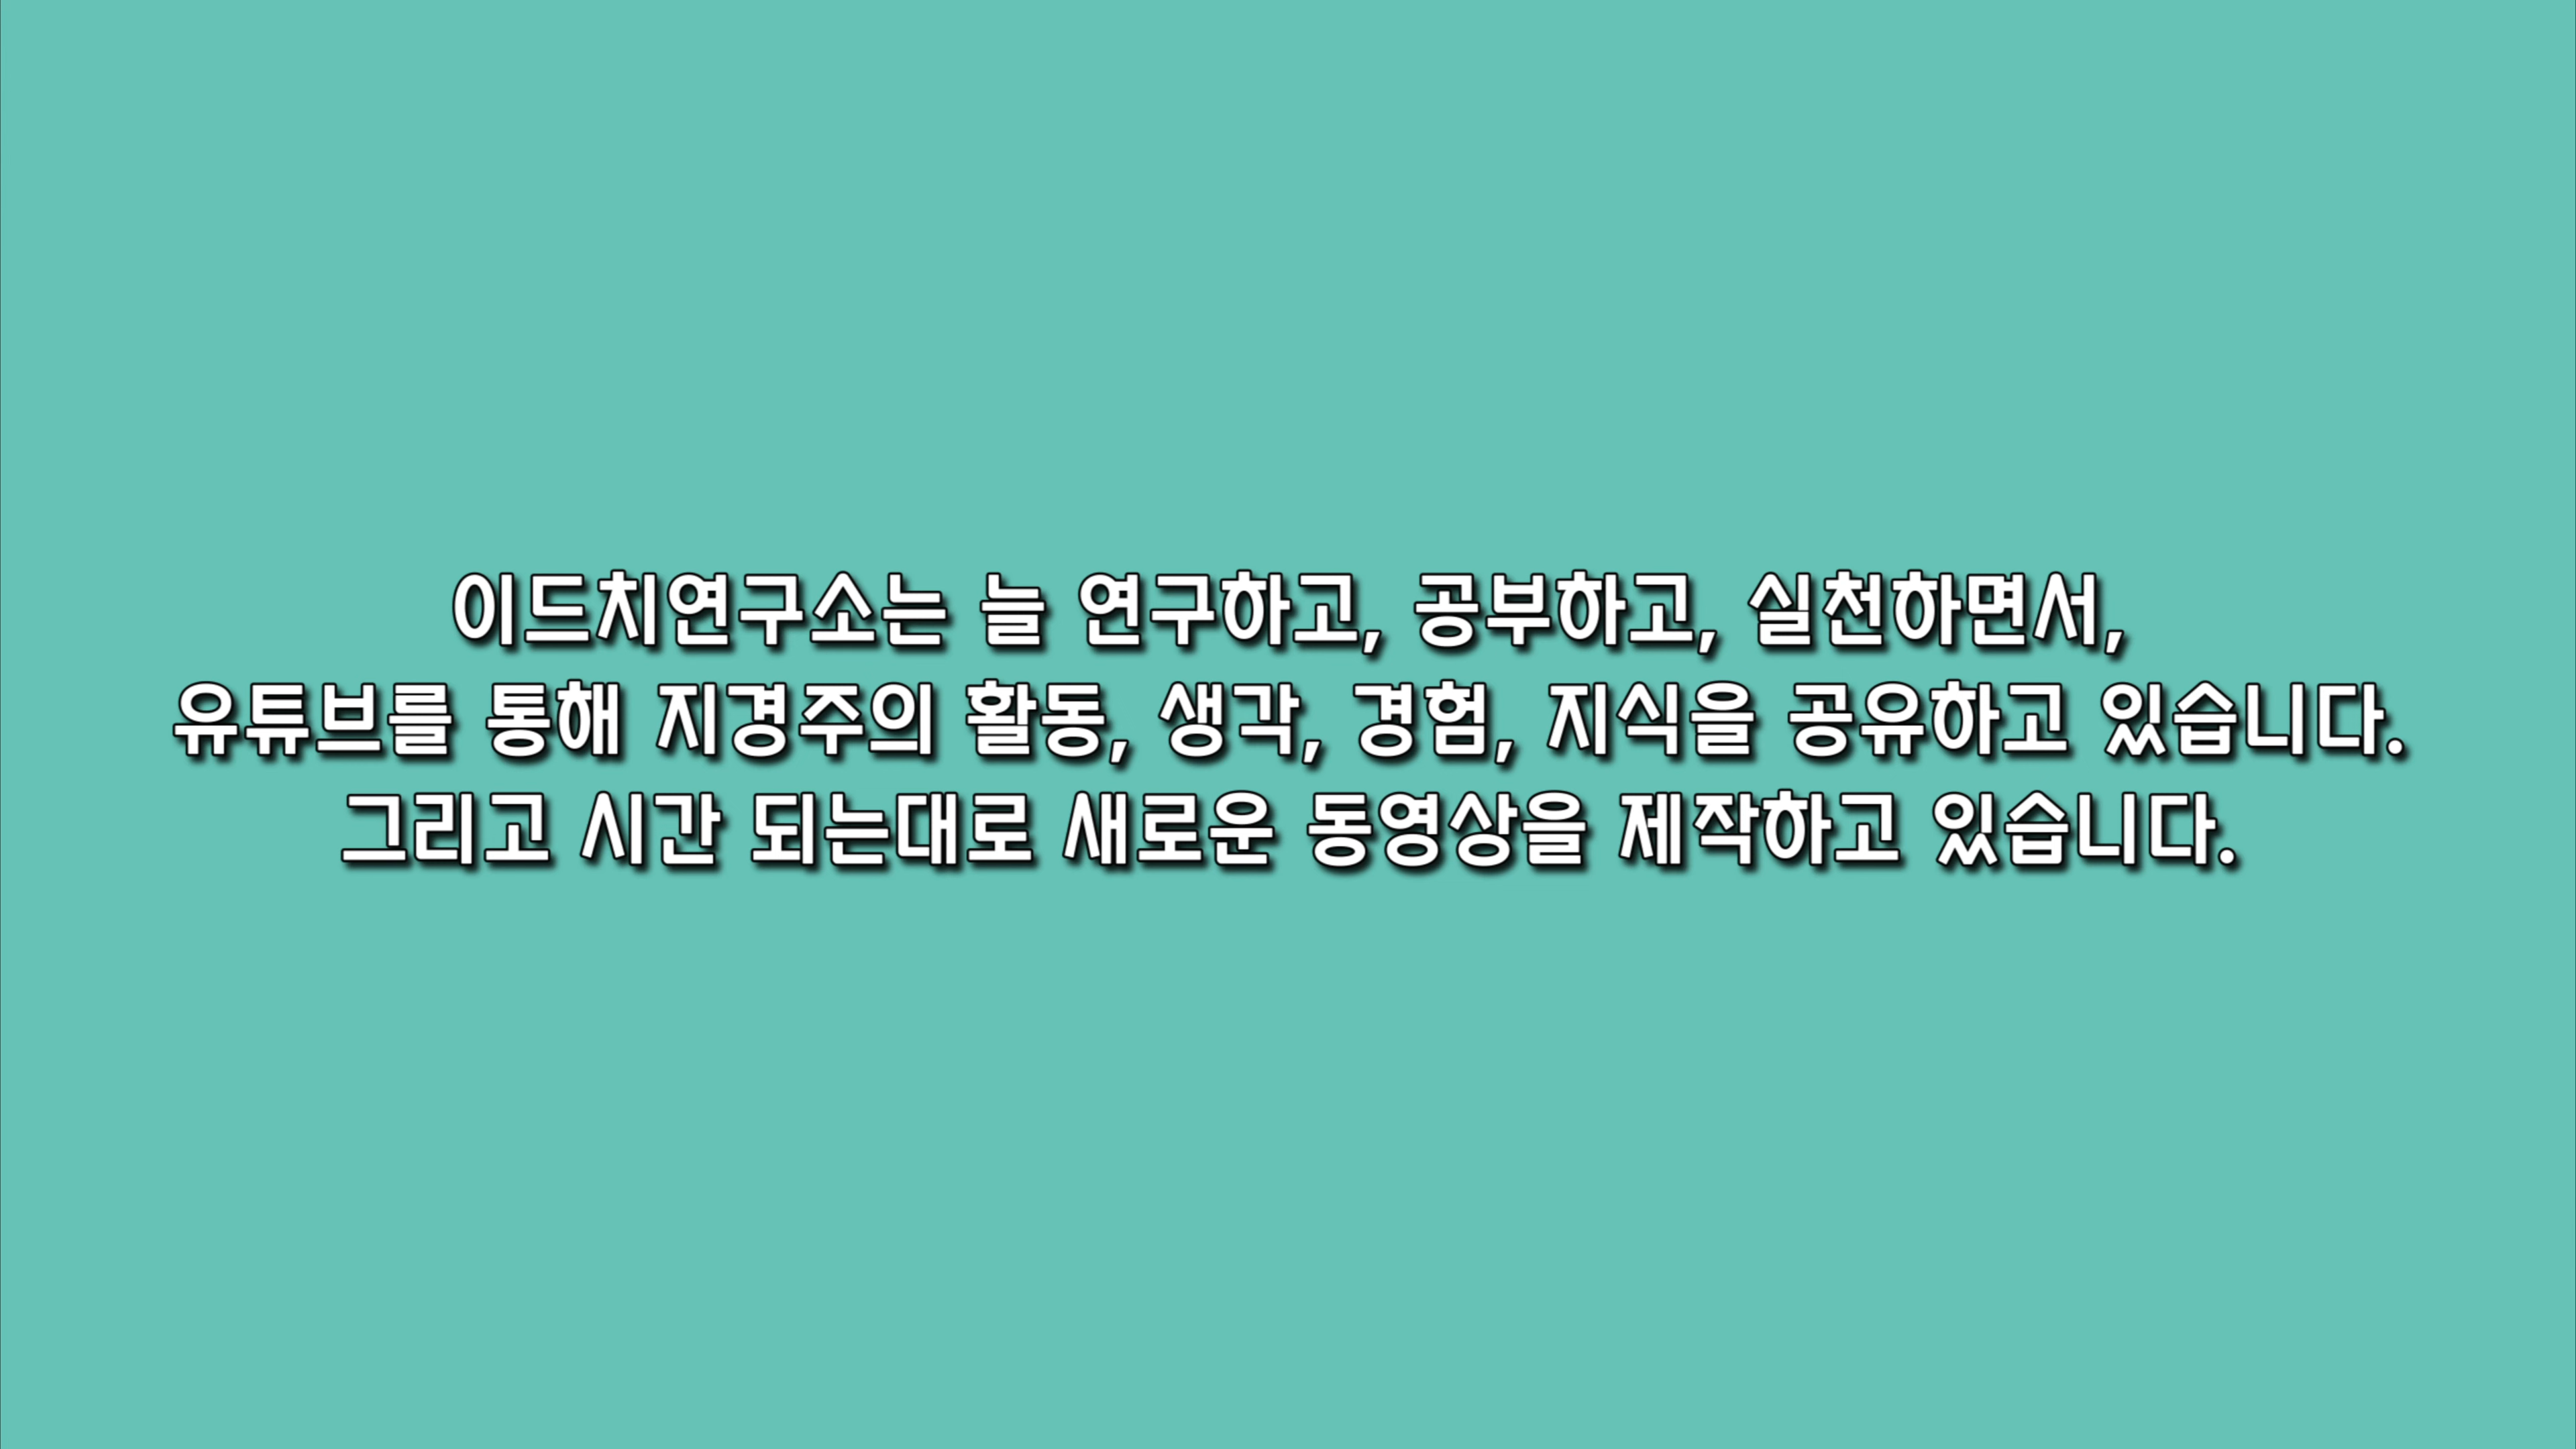 이드치연구소는 늘 연구하고, 공부하고, 실천하면서,
유튜브를 통해 지경주의 활동, 생각, 경험, 지식을 공유하고 있습니다.
그리고 시간 되는대로 새로운 동영상을 제작하고 있습니다.